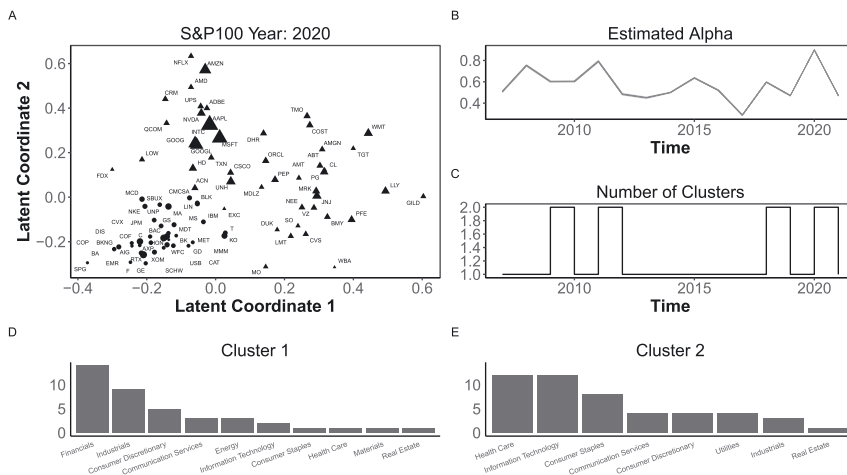 A
S&P100 Year: 2020
Latent Coordinate 2
0.6
0.4
0.2
0.0
−0.2
NFLX
AMZN
AMD
CRM
UPS
ADBE
NVDA
AAPL
QCOM
INTC
GOOG
MSFT
GOOGL
LOW
HD
TXN
CSCO
FDX
ACN
UNH
TMO
COST
WMT
DHR
AMGN
ORCL
ABT
TGT
AMT
CL
PEP
PG
MDLZ
MRK
LLY
JNJ
GILD
MCD
SBUX
CMCSA
BLK
LIN
NKE
UNP
MA
IBM
EXC
NEE
VZ
PFE
CVX
JPM
GS
MS
DUK
SO
BMY
DIS
COF
C
BAC
MDT
T
COP
BKNG
BK
MET
KO
LMT
CVS
BA
AIG
AXP
WFC
GD
MMM
EMR
RTX
XOM
USB
CAT
SPG
F
GE
SCHW
MO
WBA
−0.4
−0.2
0.0
0.2
0.4
0.6
Latent Coordinate 1
B
Estimated Alpha
0.8
0.6
0.4
2010
2015
2020
Time
C
Number of Clusters
2.0
1.8
1.6
1.4
1.2
1.0
2010
2015
2020
Time
D
Cluster 1
10
5
0
Financials
Industrials
Consumer Discretionary
Communication Services
Energy
Information Technology
Consumer Staples
Health Care
Materials
Real Estate
E
Cluster 2
10
5
0
Health Care
Information Technology
Consumer Staples
Communication Services
Consumer Discretionary
Utilities
Industrials
Real Estate